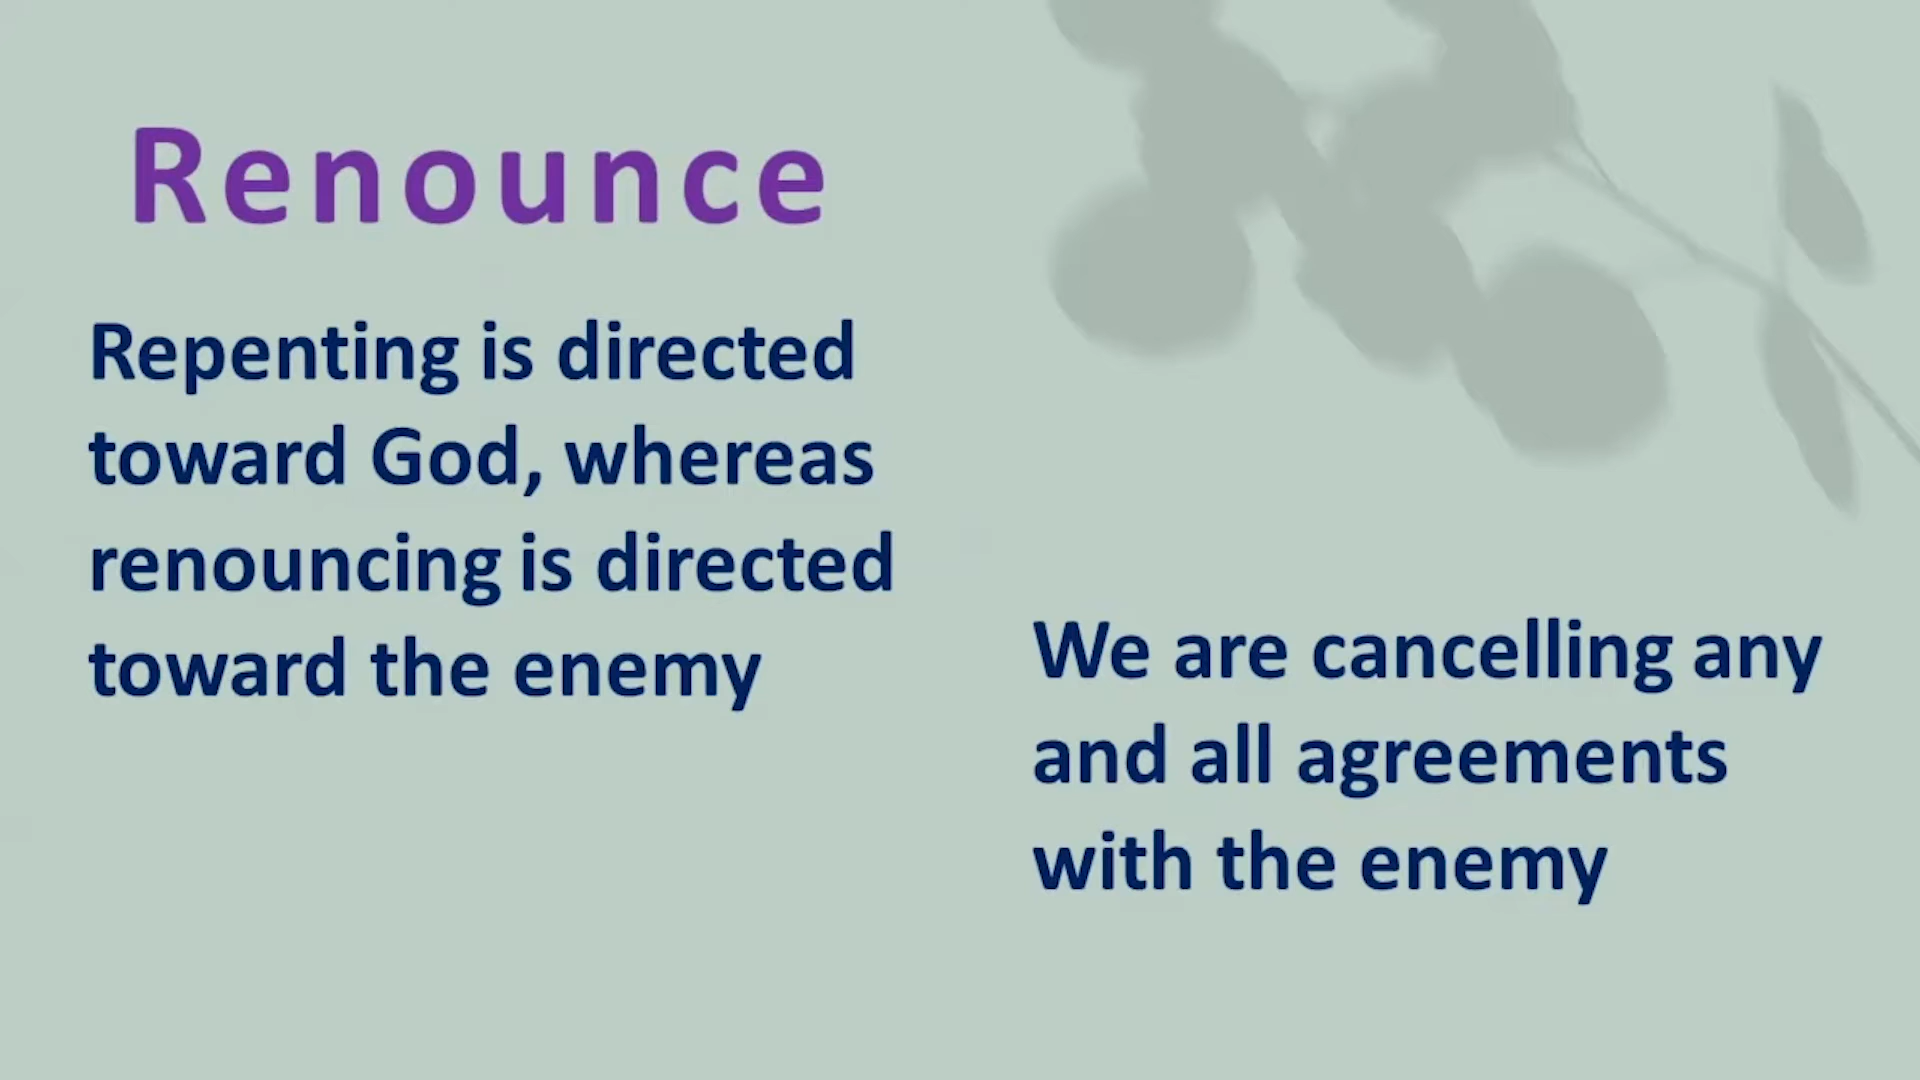 Renounce
Repenting is directed
toward God, whereas
renouncing is directed
toward the enemy
We are cancelling any
and all agreements
with the enemy